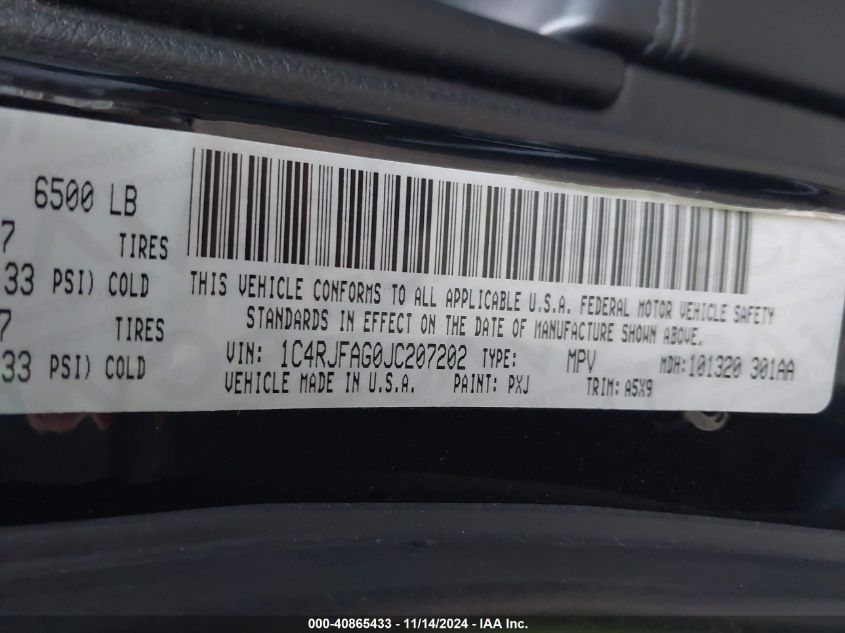 6500 LB
7 TIRES
33 PSI) COLD
7 TIRES
33 PSI) COLD
THIS VEHICLE CONFORMS TO ALL APPLICABLE U.S.A. FEDERAL MOTOR VEHICLE SAFETY
STANDARDS IN EFFECT ON THE DATE OF MANUFACTURE SHOWN ABOVE.
VIN: 1C4RJFAG0JC207202 TYPE: MPV MDH: 101320 301AA
VEHICLE MADE IN U.S.A. PAINT: PXJ TRIM: A5X9
000-40865433 - 11/14/2024 - IAAI Inc.